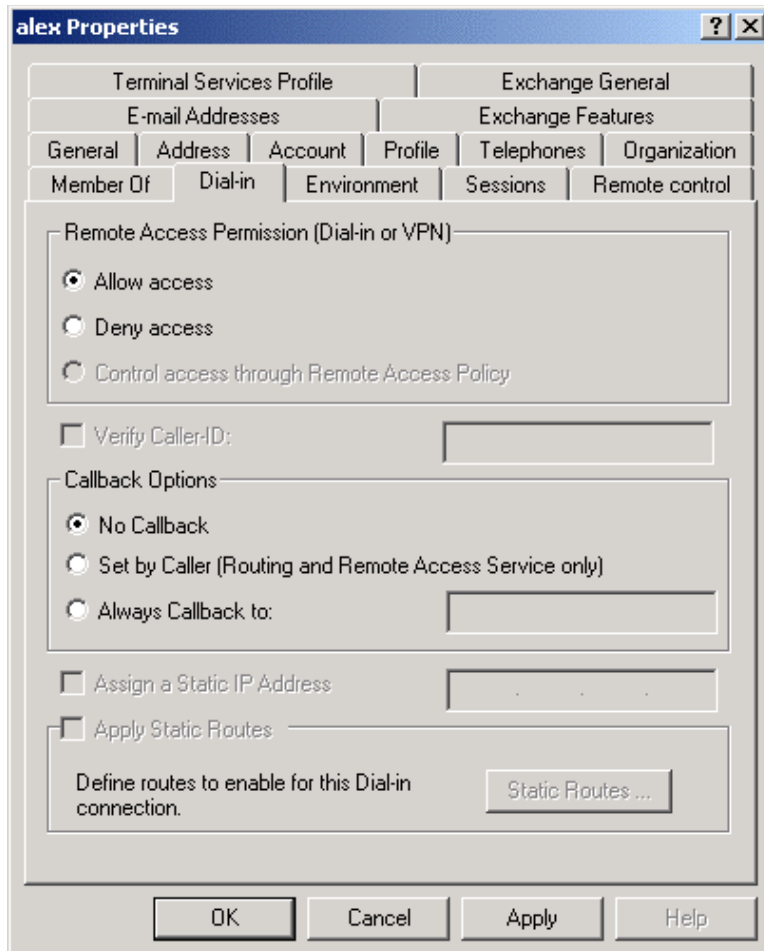 alex Properties
Terminal Services Profile Exchange General
E-mail Addresses Exchange Features
General Address Account Profile Telephones Organization
Member Of Dial-in Environment Sessions Remote control
Remote Access Permission (Dial-in or VPN)
Allow access
Deny access
Control access through Remote Access Policy
Verify Caller-ID:
Callback Options
No Callback
Set by Caller (Routing and Remote Access Service only)
Always Callback to:
Assign a Static IP Address . . .
Apply Static Routes
Define routes to enable for this Dial-in
connection.
Static Routes ...
OK Cancel Apply Help